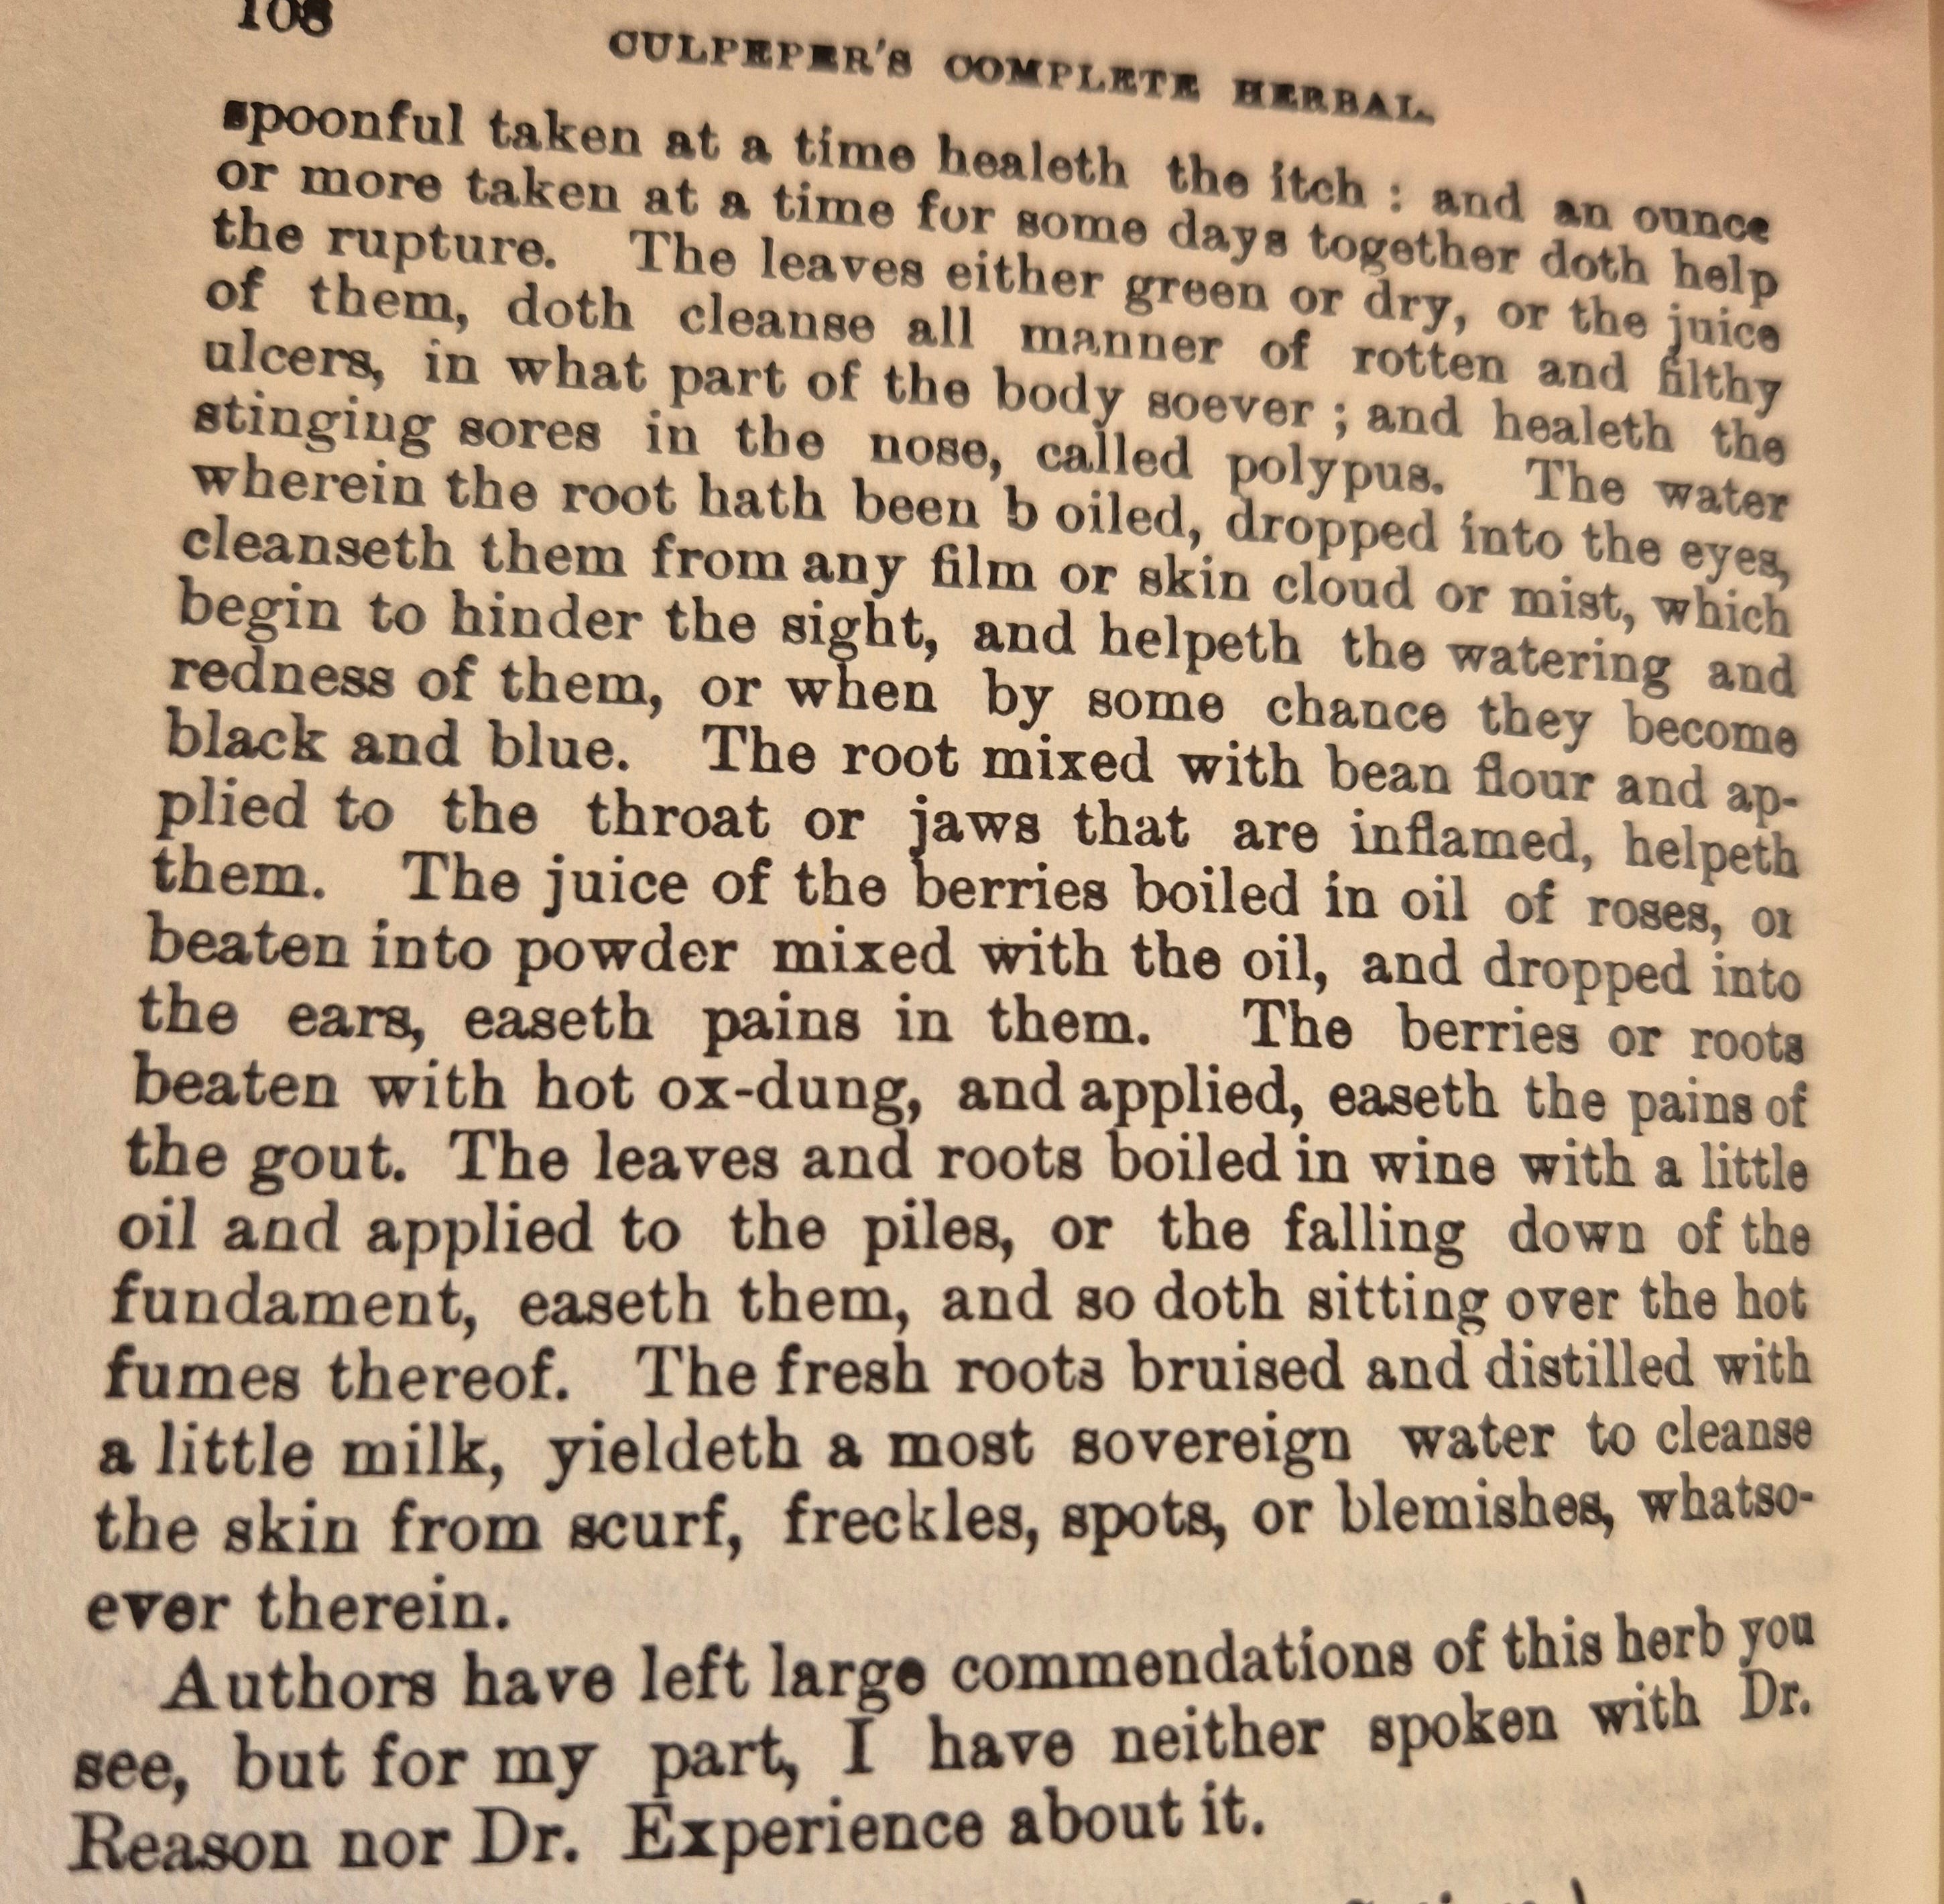 108
CULPEPER'S COMPLETE HERBAL.
spoonful taken at a time healeth the itch : and an ounce
or more taken at a time for some days together doth help
the rupture. The leaves either green or dry, or the juice
of them, doth cleanse all manner of rotten and filthy
ulcers, in what part of the body soever ; and healeth the
stinging sores in the nose, called polypus. The water
wherein the root hath been b oiled, dropped into the eyes,
cleanseth them from any film or skin cloud or mist, which
begin to hinder the sight, and helpeth the watering and
redness of them, or when by some chance they become
black and blue. The root mixed with bean flour and ap-
plied to the throat or jaws that are inflamed, helpeth
them. The juice of the berries boiled in oil of roses, or
beaten into powder mixed with the oil, and dropped into
the ears, easeth pains in them. The berries or roots
beaten with hot ox-dung, and applied, easeth the pains of
the gout. The leaves and roots boiled in wine with a little
oil and applied to the piles, or the falling down of the
fundament, easeth them, and so doth sitting over the hot
fumes thereof. The fresh roots bruised and distilled with
a little milk, yieldeth a most sovereign water to cleanse
the skin from scurf, freckles, spots, or blemishes, whatso-
ever therein.
Authors have left large commendations of this herb you
see, but for my part, I have neither spoken with Dr.
Reason nor Dr. Experience about it.